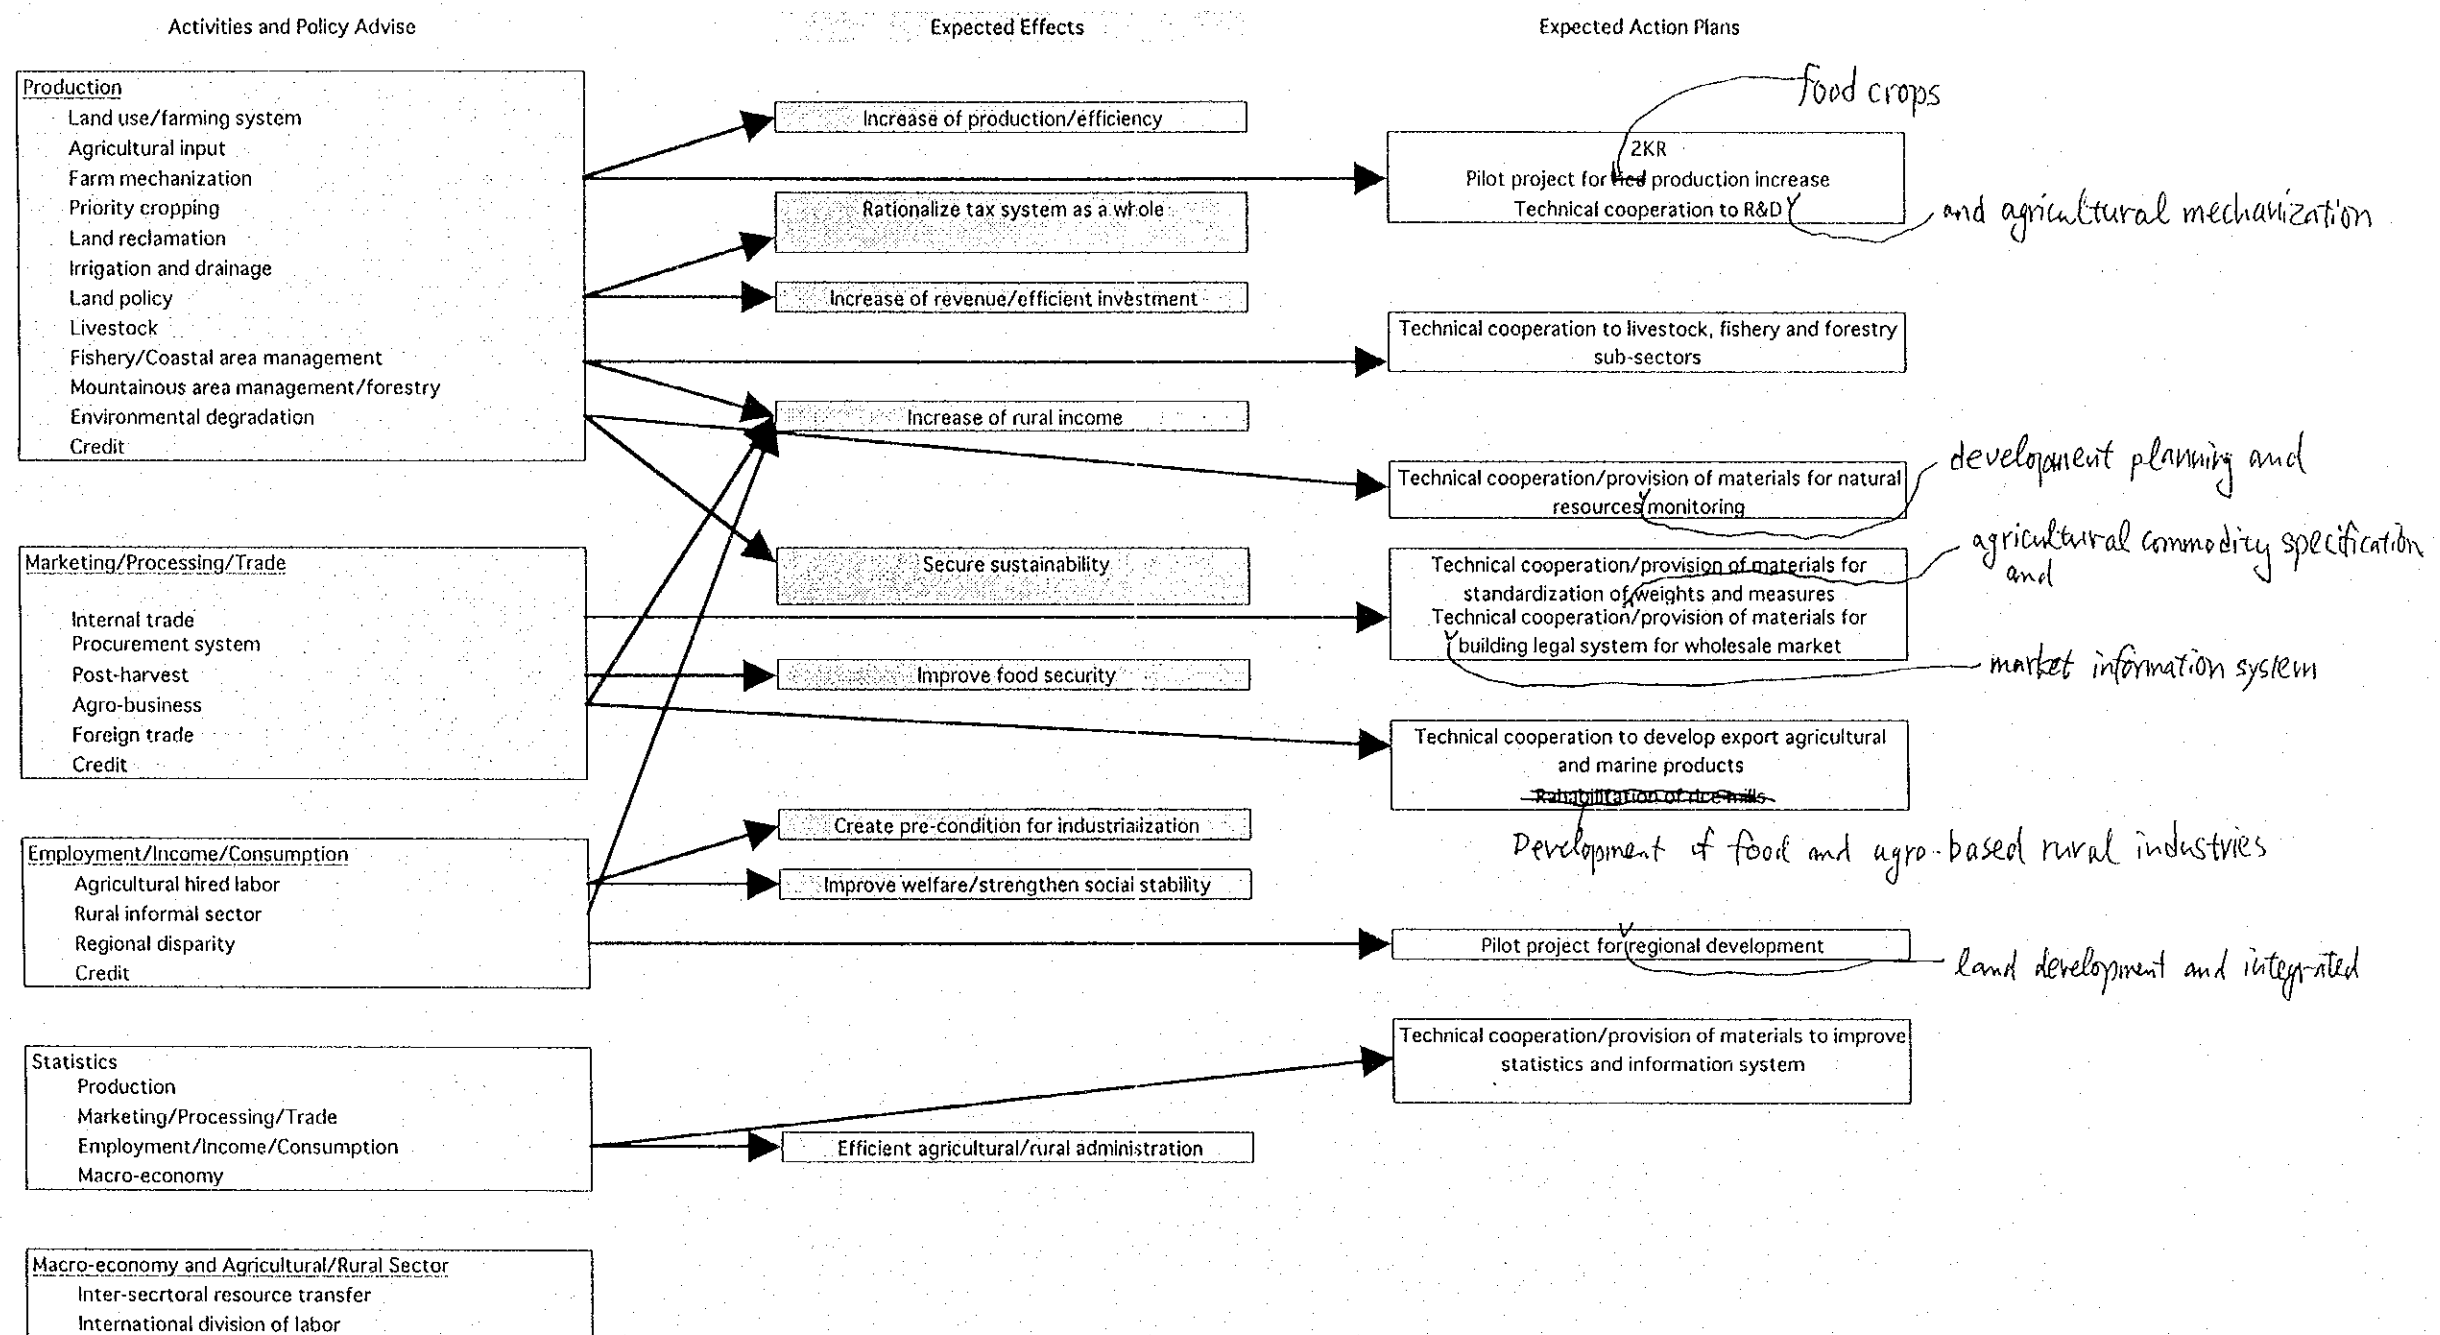 Activities and Policy Advise
Expected Effects
Expected Action Plans
Production
Land use/farming system
Agricultural input
Farm mechanization
Priority cropping
Land reclamation
Irrigation and drainage
Land policy
Livestock
Fishery/Coastal area management
Mountainous area management/forestry
Environmental degradation
Credit
Marketing/Processing/Trade
Internal trade
Procurement system
Post-harvest
Agro-business
Foreign trade
Credit
Employment/Income/Consumption
Agricultural hired labor
Rural informal sector
Regional disparity
Credit
Statistics
Production
Marketing/Processing/Trade
Employment/Income/Consumption
Macro-economy
Macro-economy and Agricultural/Rural Sector
Inter-secrtoral resource transfer
International division of labor
Increase of production/efficiency
Rationalize tax system as a whole
Increase of revenue/efficient investment
Increase of rural income
Secure sustainability
Improve food security
Create pre-condition for industrialization
Improve welfare/strengthen social stability
Efficient agricultural/rural administration
food crops
2KR
Pilot project for production increase
Technical cooperation to R&D
and agricultural mechanization
Technical cooperation to livestock, fishery and forestry
sub-sectors
Technical cooperation/provision of materials for natural
resources monitoring
development planning and
Technical cooperation/provision of materials for
standardization of weights and measures
agricultural commodity specification
and
Technical cooperation/provision of materials for
building legal system for wholesale market
market information system
Technical cooperation to develop export agricultural
and marine products
Rahabilitation of rice mills
Development of food and agro-based rural industries
Pilot project for regional development
land development and integrated
Technical cooperation/provision of materials to improve
statistics and information system